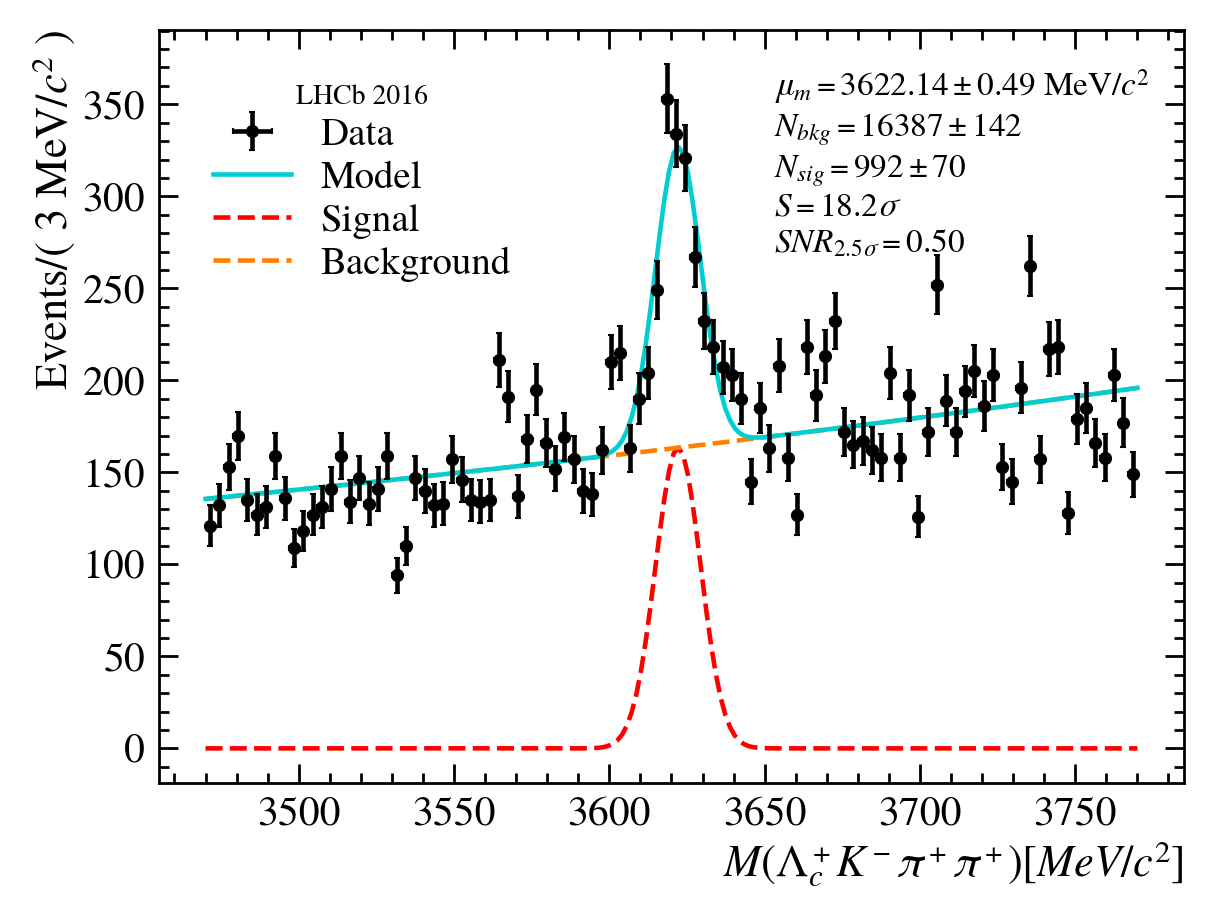 Events/( 3 MeV/c² )
350
300
250
200
150
100
50
0
LHCb 2016
Data
Model
Signal
Background
μ_m = 3622.14 ± 0.49 MeV/c²
N_bkg = 16387 ± 142
N_sig = 992 ± 70
S = 18.2σ
SNR_2.5σ = 0.50
3500 3550 3600 3650 3700 3750
M(Λ_c⁺ K⁻ π⁺ π⁺)[MeV/c²]